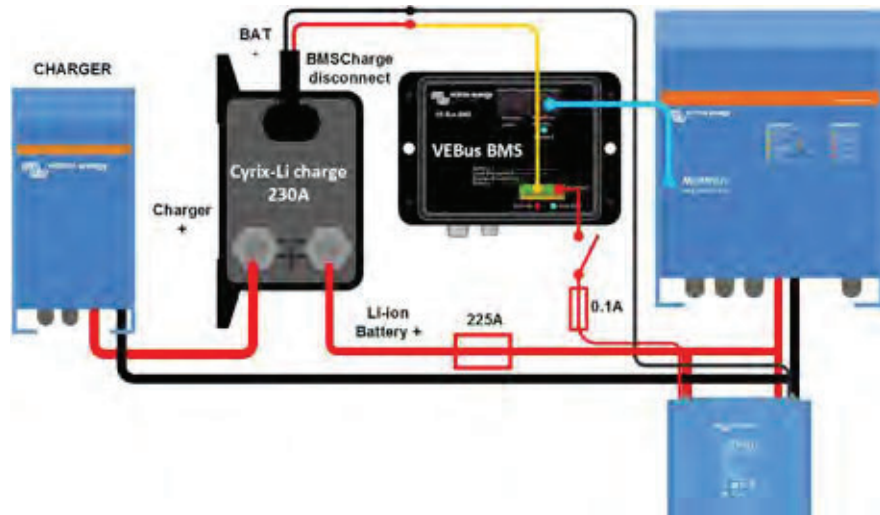 BAT
-
BMSCharge
disconnect
CHARGER
VEBus BMS
Cyrix-Li charge
230A
Charger
+
0.1A
Li-ion
Battery +
225A